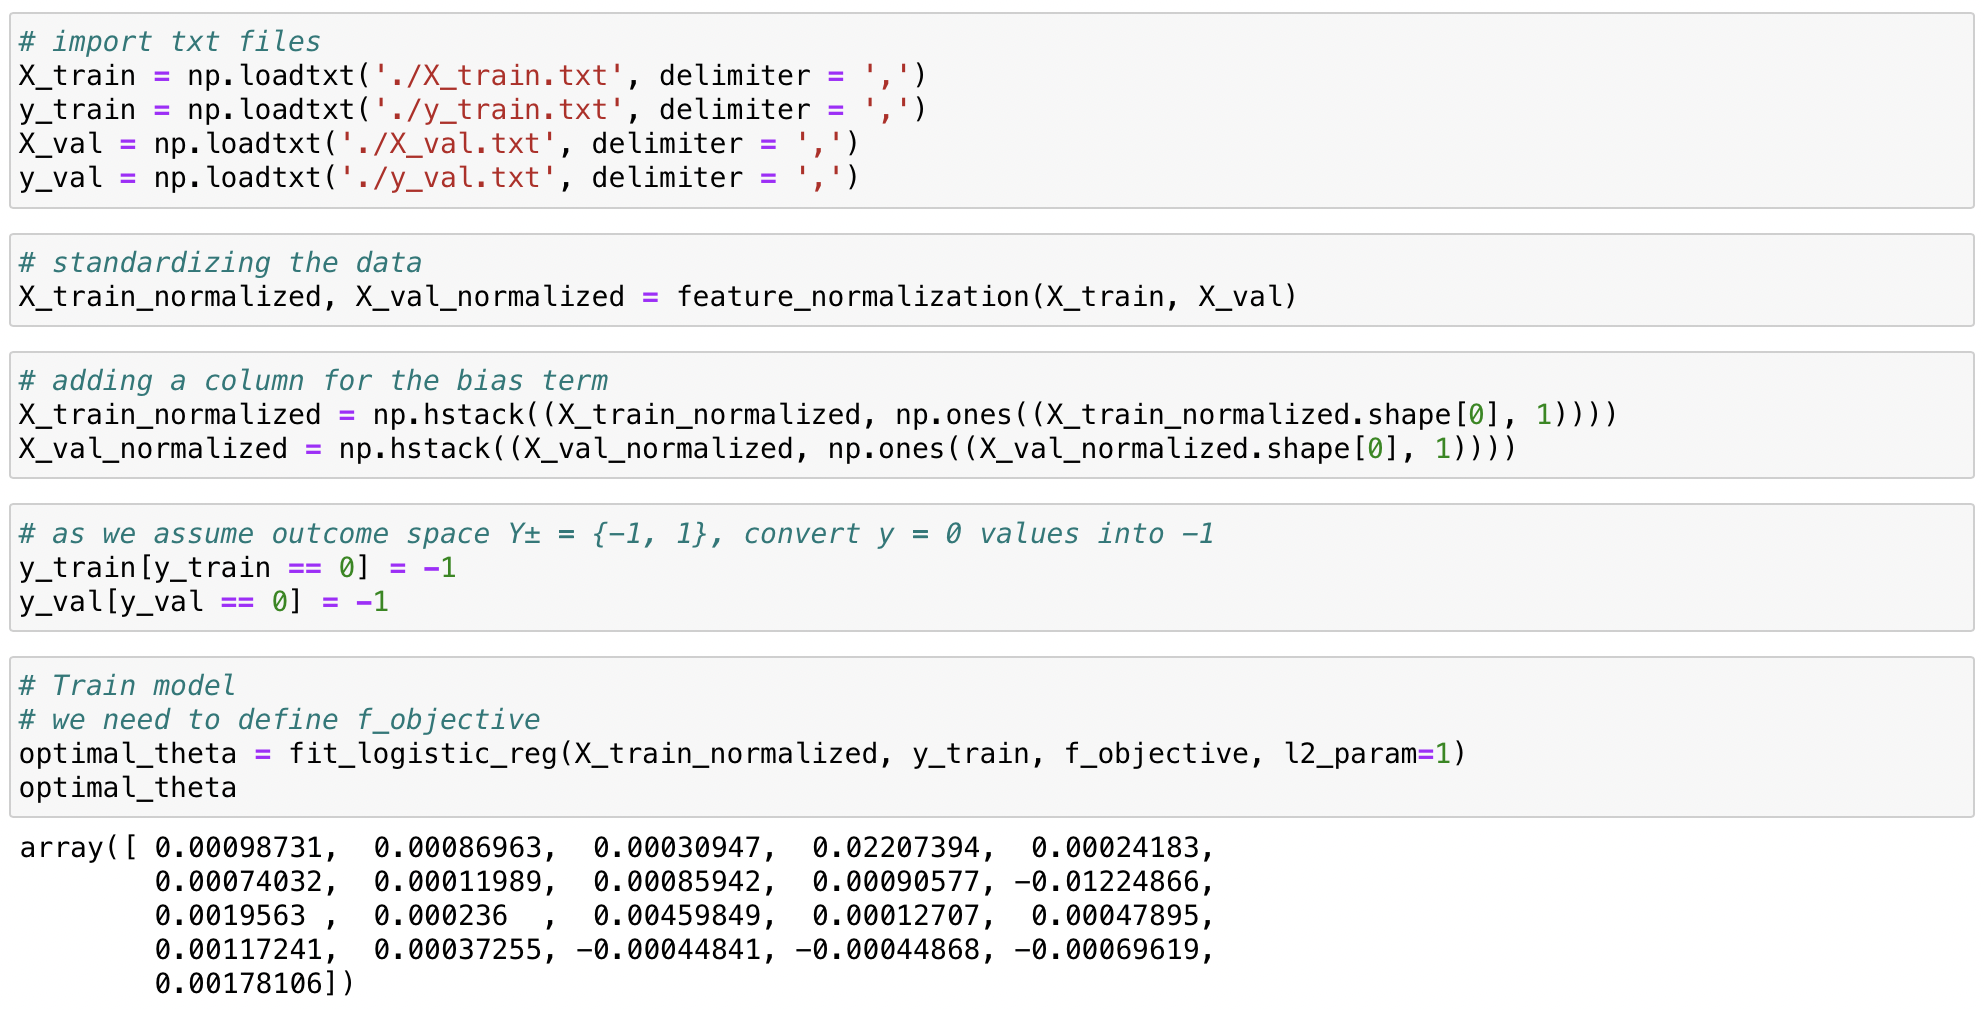 # import txt files
X_train = np.loadtxt('./X_train.txt', delimiter = ',')
y_train = np.loadtxt('./y_train.txt', delimiter = ',')
X_val = np.loadtxt('./X_val.txt', delimiter = ',')
y_val = np.loadtxt('./y_val.txt', delimiter = ',')
# standardizing the data
X_train_normalized, X_val_normalized = feature_normalization(X_train, X_val)
# adding a column for the bias term
X_train_normalized = np.hstack((X_train_normalized, np.ones((X_train_normalized.shape[0], 1))))
X_val_normalized = np.hstack((X_val_normalized, np.ones((X_val_normalized.shape[0], 1))))
# as we assume outcome space Y± = {-1, 1}, convert y = 0 values into -1
y_train[y_train == 0] = -1
y_val[y_val == 0] = -1
# Train model
# we need to define f_objective
optimal_theta = fit_logistic_reg(X_train_normalized, y_train, f_objective, l2_param=1)
optimal_theta
array([ 0.00098731,  0.00086963,  0.00030947,  0.02207394,  0.00024183,
        0.00074032,  0.00011989,  0.00085942,  0.00090577, -0.01224866,
        0.0019563 ,  0.000236  ,  0.00459849,  0.00012707,  0.00047895,
        0.00117241,  0.00037255, -0.00044841, -0.00044868, -0.00069619,
        0.00178106])